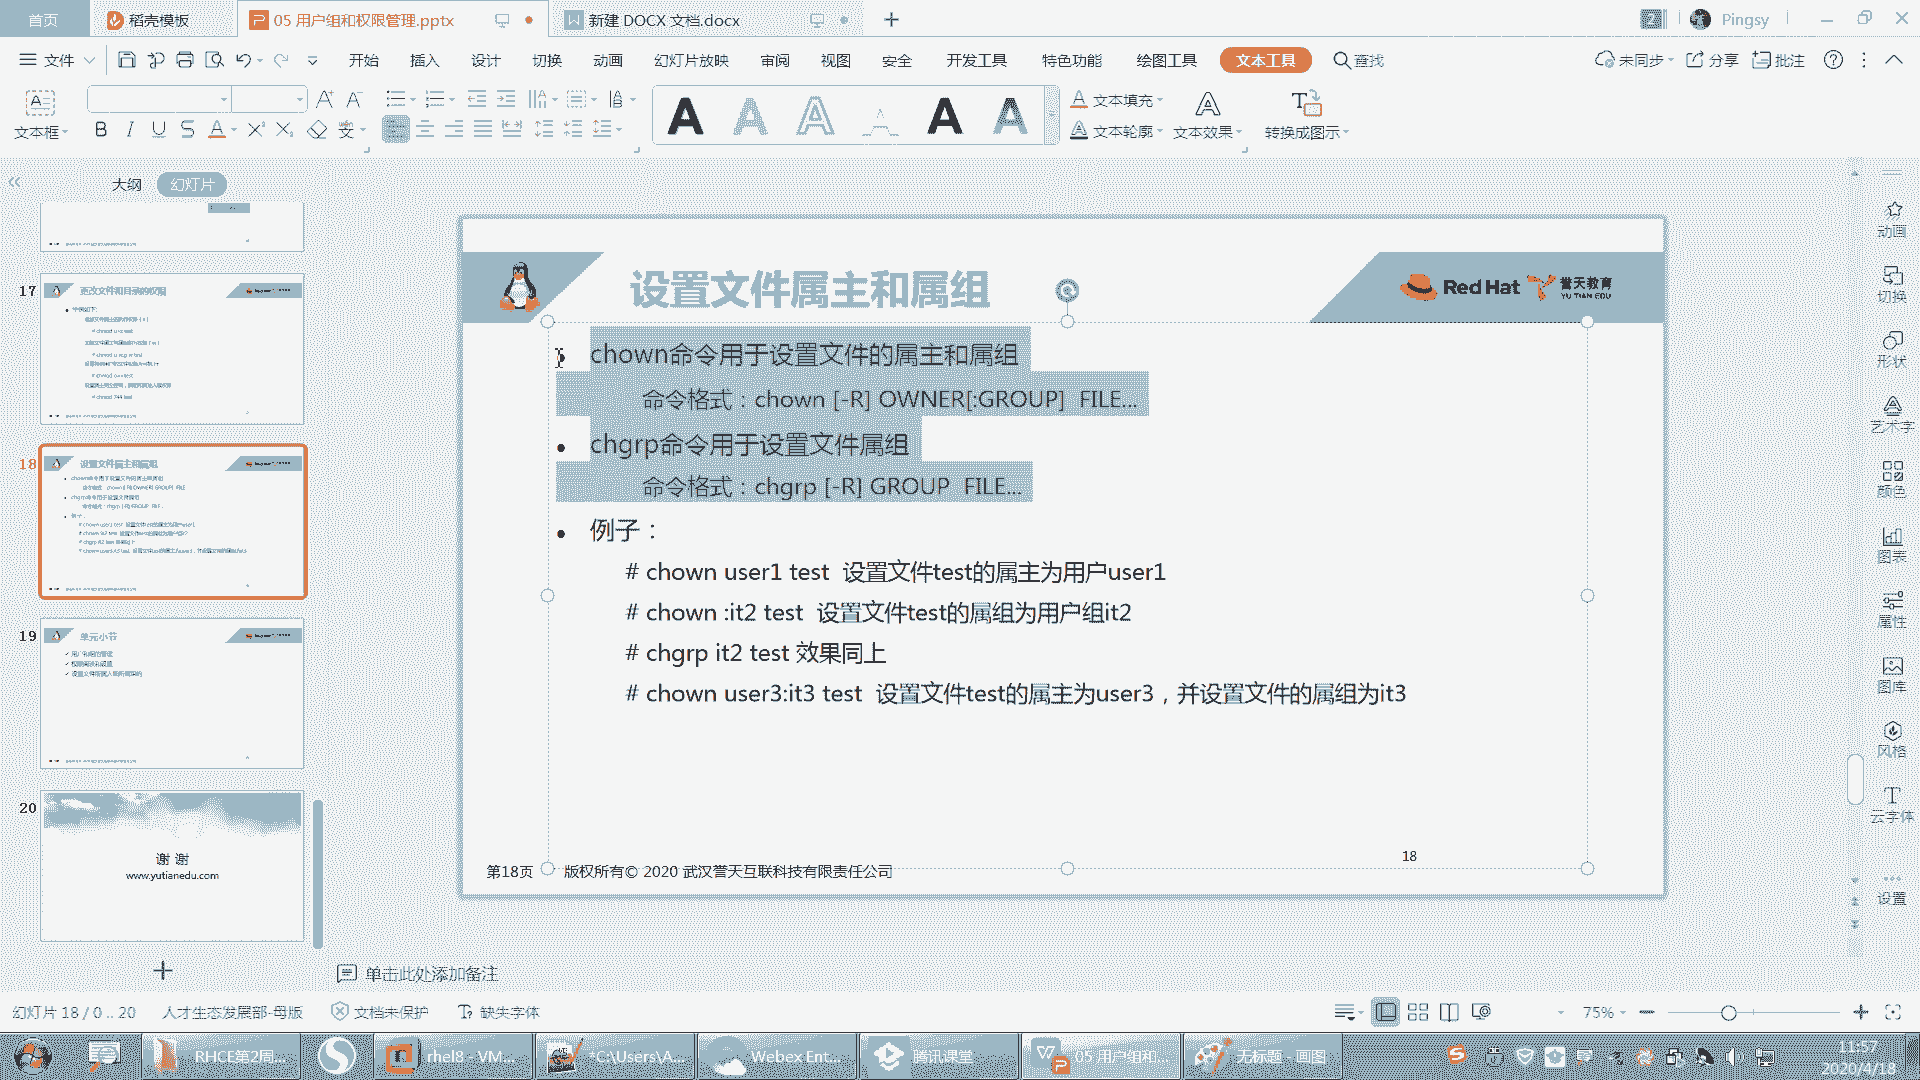 首页
稻壳模板
05 用户组和权限管理.pptx
新建 DOCX 文档.docx
Pingsy
文件
开始
插入
设计
切换
动画
幻灯片放映
审阅
视图
安全
开发工具
特色功能
绘图工具
文本工具
查找
未同步
分享
批注
文本框
文本填充
文本轮廓
文本效果
转换成图示
大纲
幻灯片
17
更改文件和目录的权限
18
设置文件属主和属组
19
单元小节
20
谢 谢
www.yutianedu.com
设置文件属主和属组
Red Hat
誉天教育
YU TIAN EDU
• chown命令用于设置文件的属主和属组
命令格式：chown [-R] OWNER[:GROUP]  FILE...
• chgrp命令用于设置文件属组
命令格式：chgrp [-R] GROUP  FILE...
• 例子：
# chown user1 test  设置文件test的属主为用户user1
# chown :it2 test  设置文件test的属组为用户组it2
# chgrp it2 test 效果同上
# chown user3:it3 test  设置文件test的属主为user3，并设置文件的属组为it3
18
第18页
版权所有© 2020 武汉誉天互联科技有限责任公司
动画
切换
形状
艺术字
颜色
图表
属性
图库
风格
云字体
设置
单击此处添加备注
幻灯片 18 / 0 .. 20
人才生态发展部-母版
文档未保护
缺失字体
75%
RHCE第2周...
rhel8 - VM...
*C:\Users\A...
Webex Ent...
腾讯课堂
05 用户组和...
无标题 - 画图
11:57
2020/4/18